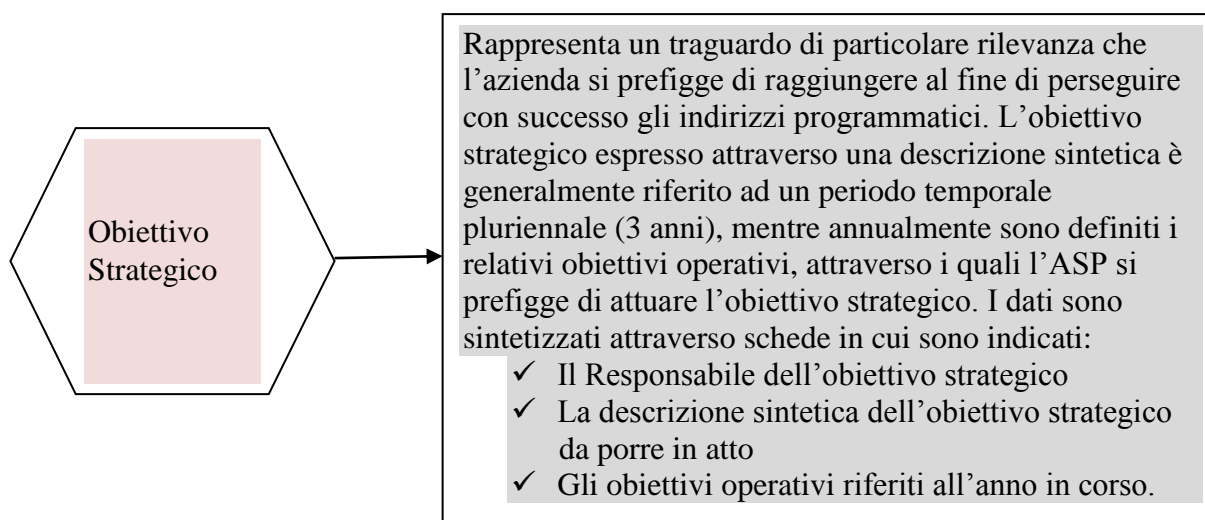 Obiettivo
Strategico
Rappresenta un traguardo di particolare rilevanza che
l’azienda si prefigge di raggiungere al fine di perseguire
con successo gli indirizzi programmatici. L’obiettivo
strategico espresso attraverso una descrizione sintetica è
generalmente riferito ad un periodo temporale
pluriennale (3 anni), mentre annualmente sono definiti i
relativi obiettivi operativi, attraverso i quali l’ASP si
prefigge di attuare l’obiettivo strategico. I dati sono
sintetizzati attraverso schede in cui sono indicati:
✓ Il Responsabile dell’obiettivo strategico
✓ La descrizione sintetica dell’obiettivo strategico
da porre in atto
✓ Gli obiettivi operativi riferiti all’anno in corso.